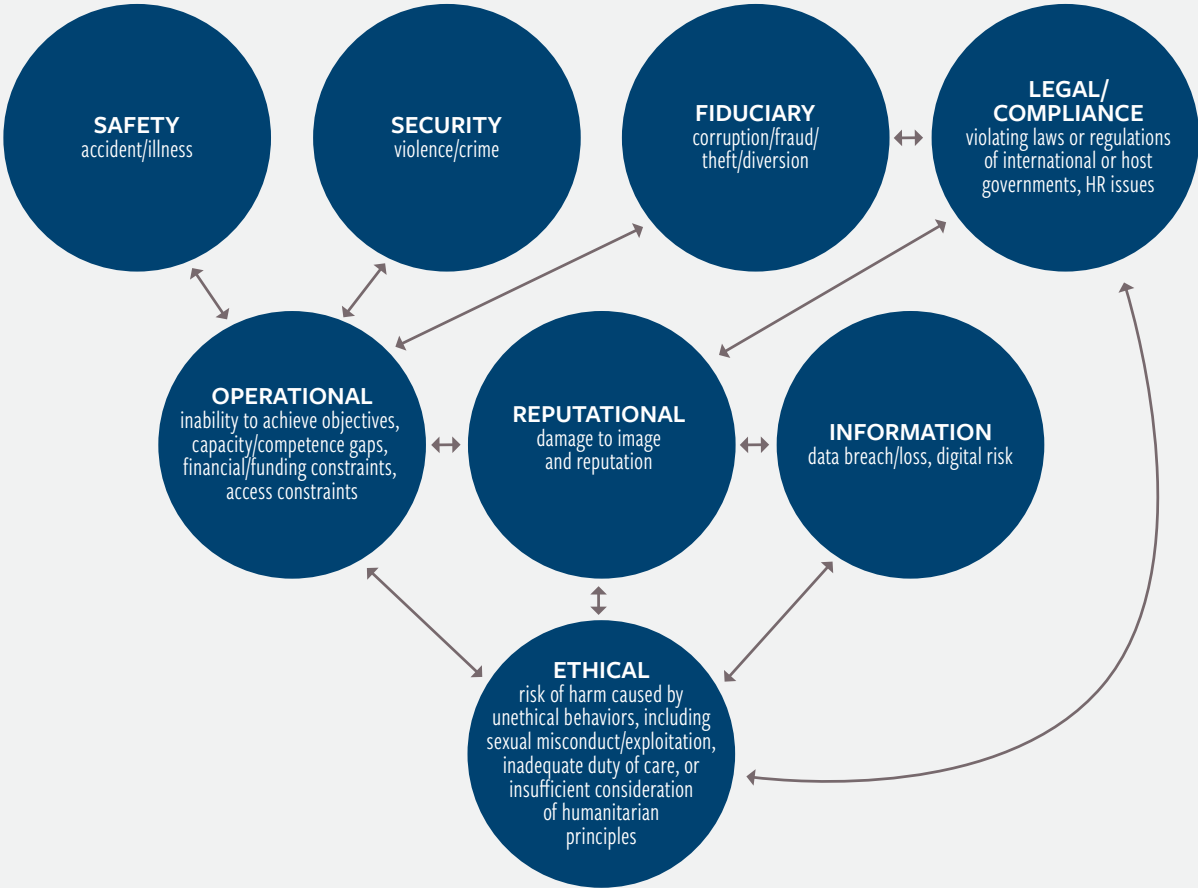 SAFETY
accident/illness
SECURITY
violence/crime
FIDUCIARY
corruption/fraud/
theft/diversion
LEGAL/
COMPLIANCE
violating laws or regulations
of international or host
governments, HR issues
OPERATIONAL
inability to achieve objectives,
capacity/competence gaps,
financial/funding constraints,
access constraints
REPUTATIONAL
damage to image
and reputation
INFORMATION
data breach/loss, digital risk
ETHICAL
risk of harm caused by
unethical behaviors, including
sexual misconduct/exploitation,
inadequate duty of care, or
insufficient consideration
of humanitarian
principles